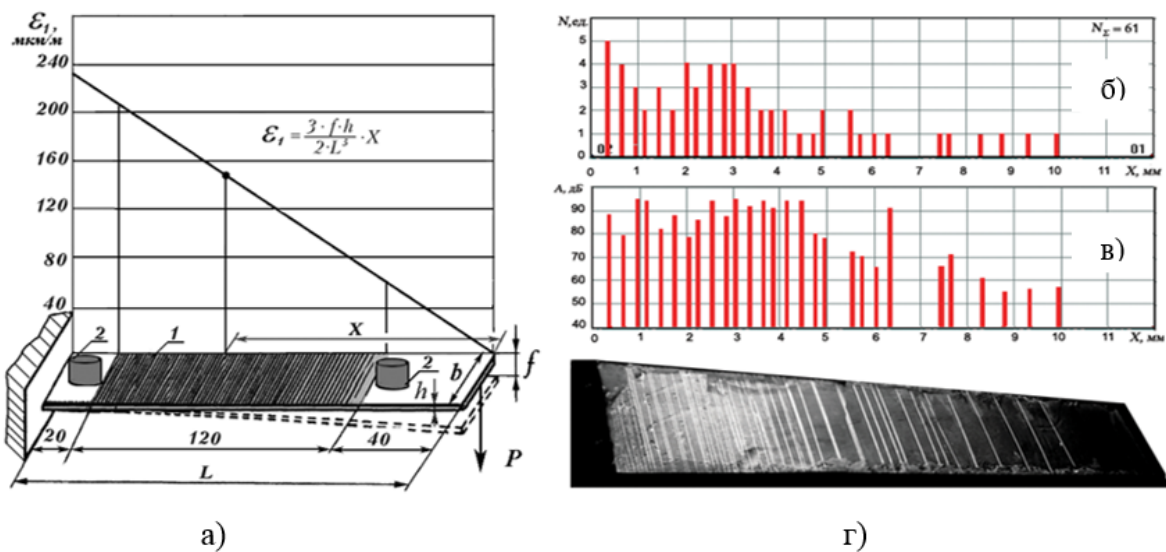 ε₁,
мкм/м
240
200
160
120
80
40
ε₁ = 3·f·h / 2·L³ · X
X
2
1
2
b
f
h
20
120
40
L
P
а)
N,ед.
N_Σ = 61
5
4
3
2
1
0
02
01
0 1 2 3 4 5 6 7 8 9 10 11 X, мм
б)
A, дБ
90
80
70
60
50
40
0 1 2 3 4 5 6 7 8 9 10 11 X, мм
в)
г)